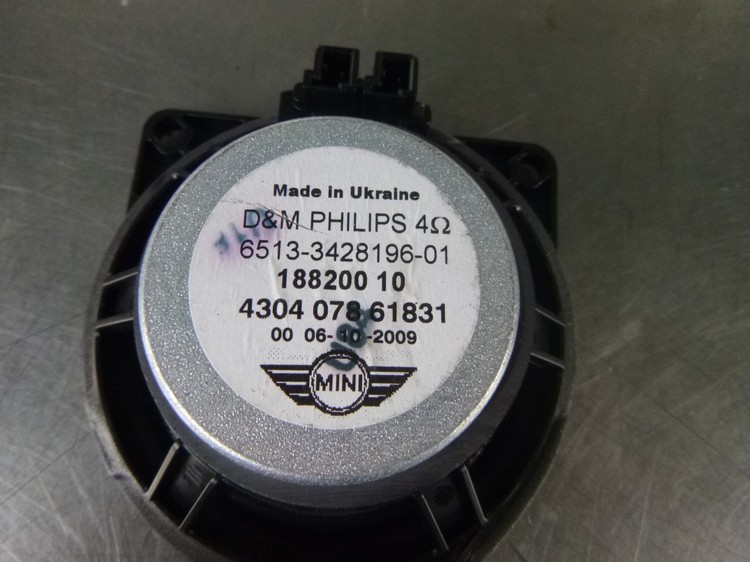 Made in Ukraine
D&M PHILIPS 4Ω
6513-3428196-01
188200 10
4304 078 61831
00 06-10-2009
MINI